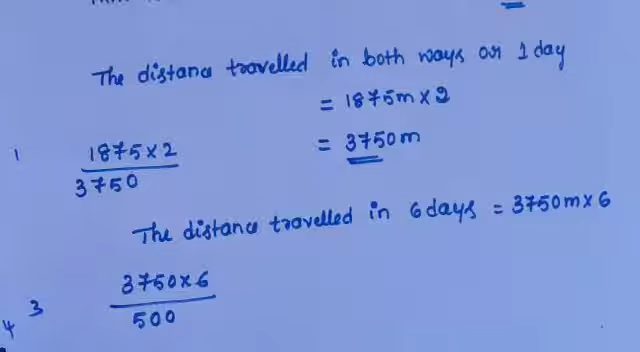 The distance travelled in both ways or 1 day
= 1875m x 2
1 1875 x 2
= 3750m
3750
The distance travelled in 6 days = 3750m x 6
3750 x 6
4 3
500